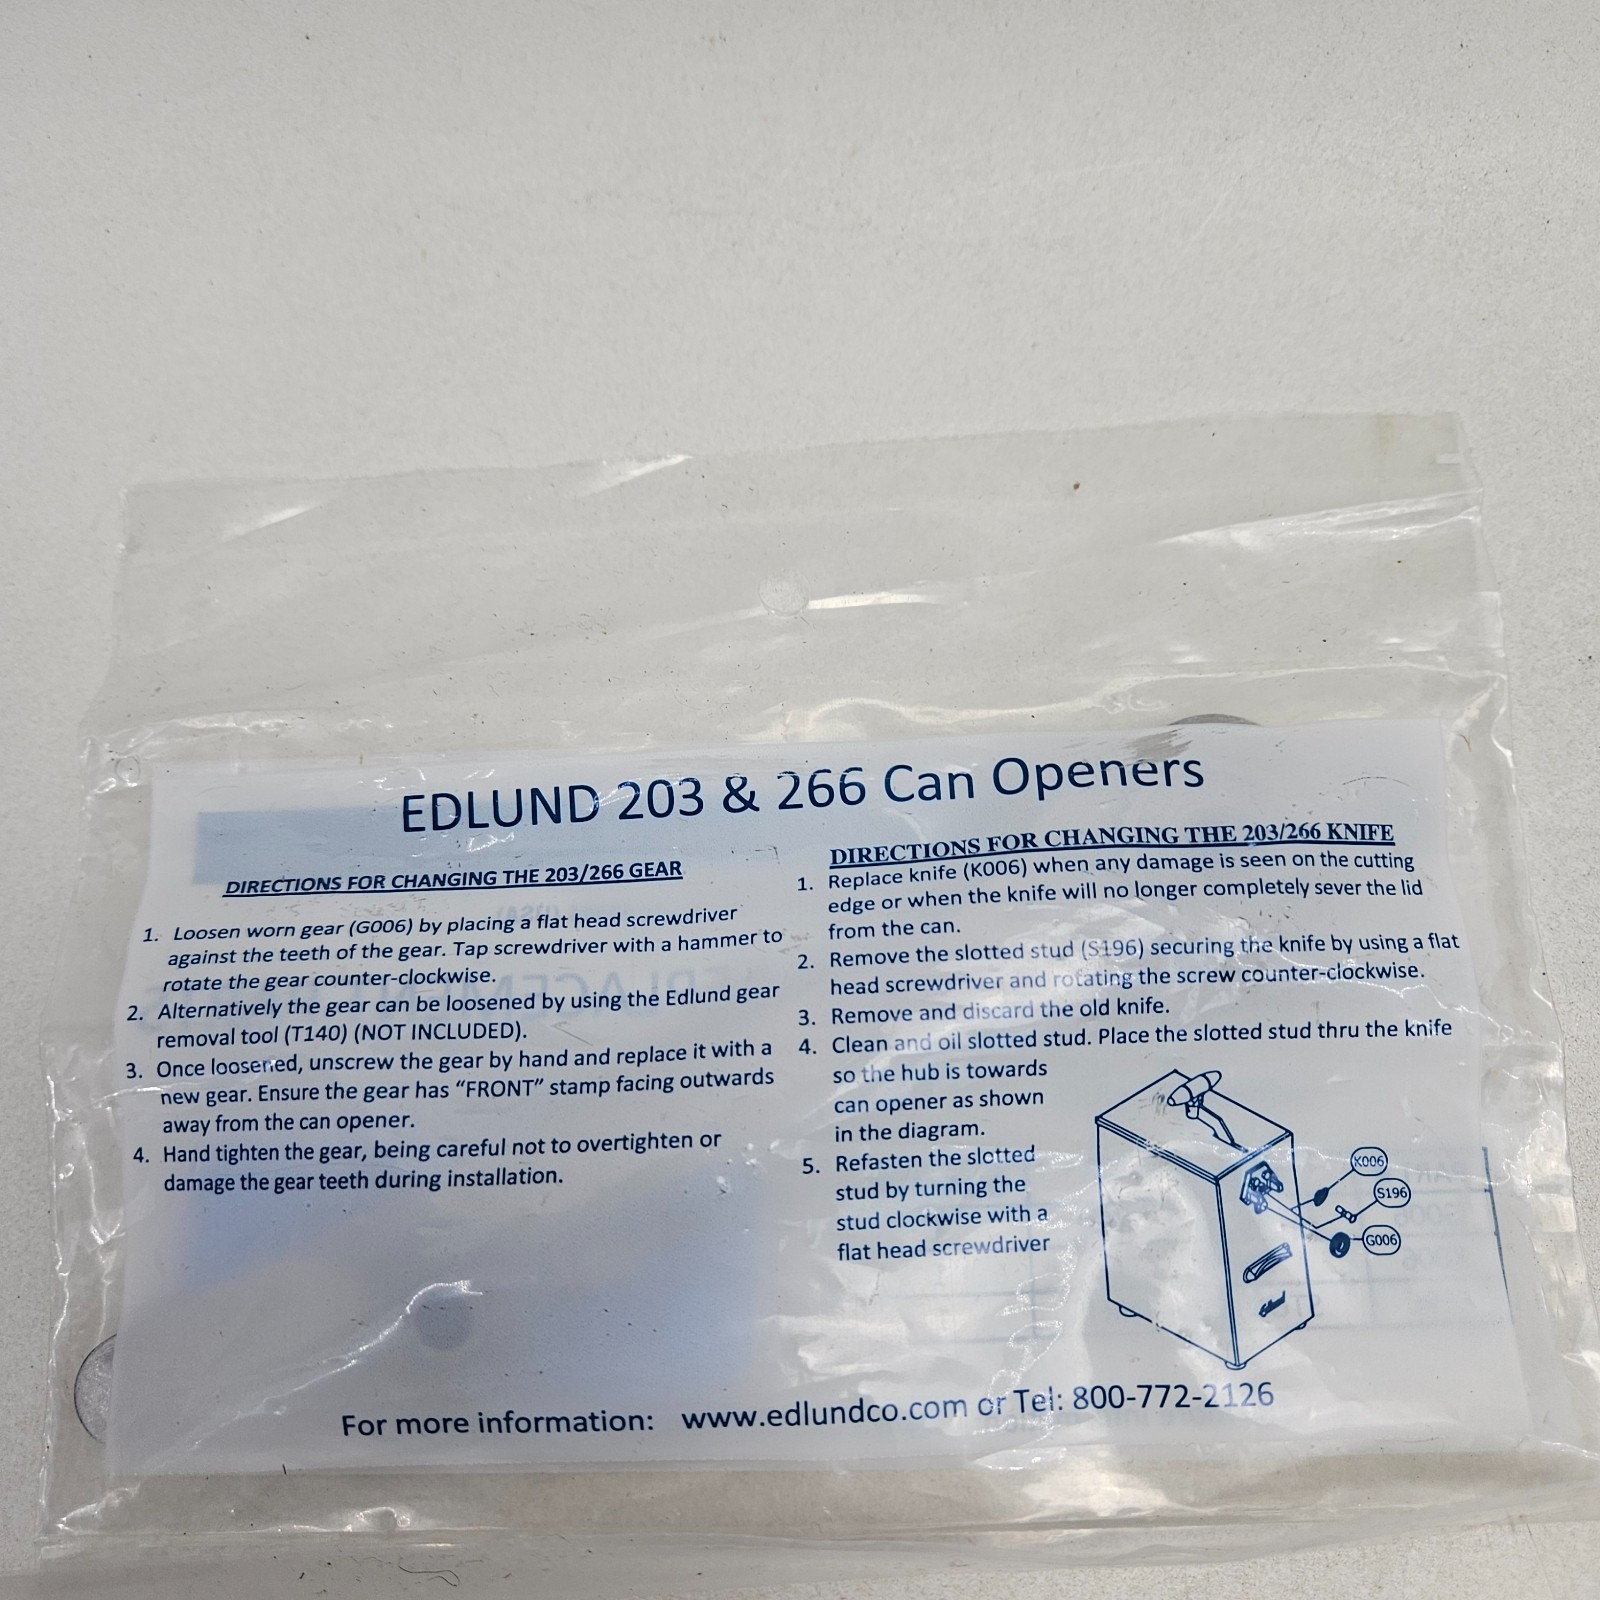 EDLUND 203 & 266 Can Openers
DIRECTIONS FOR CHANGING THE 203/266 GEAR
1. Loosen worn gear (G006) by placing a flat head screwdriver
against the teeth of the gear. Tap screwdriver with a hammer to
rotate the gear counter-clockwise.
2. Alternatively the gear can be loosened by using the Edlund gear
removal tool (T140) (NOT INCLUDED).
3. Once loosened, unscrew the gear by hand and replace it with a
new gear. Ensure the gear has “FRONT” stamp facing outwards
away from the can opener.
4. Hand tighten the gear, being careful not to overtighten or
damage the gear teeth during installation.
DIRECTIONS FOR CHANGING THE 203/266 KNIFE
1. Replace knife (K006) when any damage is seen on the cutting
edge or when the knife will no longer completely sever the lid
from the can.
2. Remove the slotted stud (S196) securing the knife by using a flat
head screwdriver and rotating the screw counter-clockwise.
3. Remove and discard the old knife.
4. Clean and oil slotted stud. Place the slotted stud thru the knife
so the hub is towards
can opener as shown
in the diagram.
5. Refasten the slotted
stud by turning the
stud clockwise with a
flat head screwdriver
K006
S196
G006
Edlund
For more information: www.edlundco.com or Tel: 800-772-2126